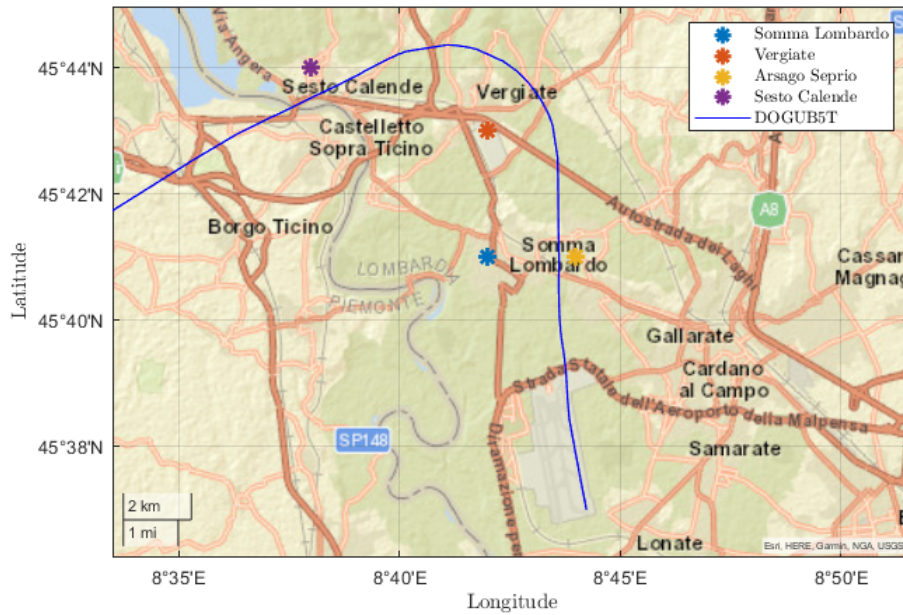 Via Angera
45°44'N
45°42'N
45°40'N
45°38'N
Latitude
Sesto Calende
Vergiate
Castelletto
Sopra Ticino
Borgo Ticino
LOMBARDIA
PIEMONTE
Somma
Lombardo
Autostrada dei Laghi
A8
Gallarate
Cardano
al Campo
Strada Statale dell'Aeroporto della Malpensa
Samarate
SP148
Diramazione per
Lonate
Somma Lombardo
Vergiate
Arsago Seprio
Sesto Calende
DOGUB5T
2 km
1 mi
Esri, HERE, Garmin, NGA, USGS
8°35'E
8°40'E
8°45'E
8°50'E
Longitude